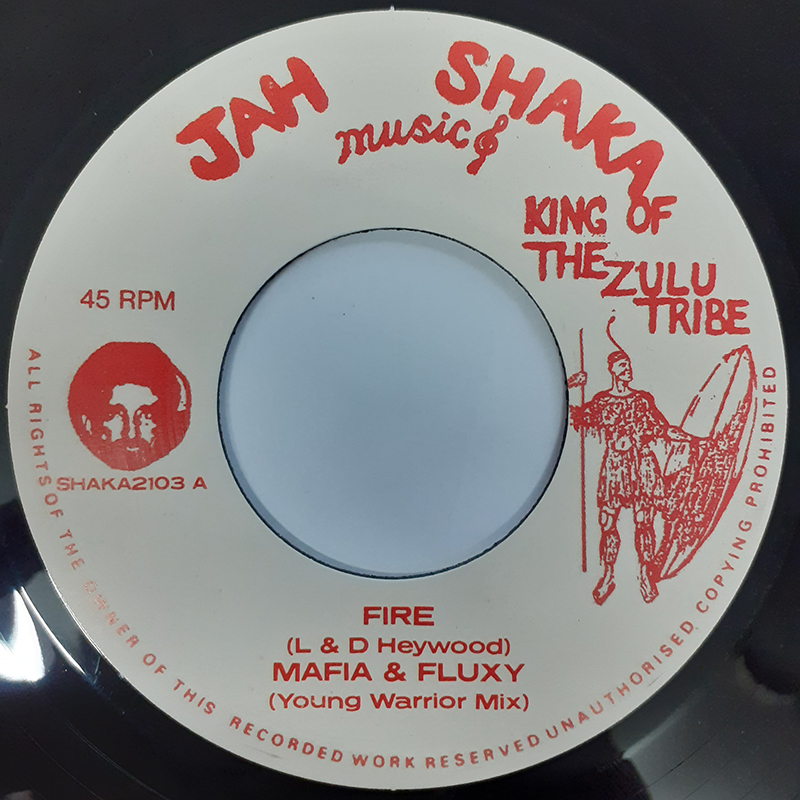 JAH SHAKA
music
KING OF
THE ZULU
TRIBE
45 RPM
SHAKA2103 A
FIRE
(L & D Heywood)
MAFIA & FLUXY
(Young Warrior Mix)
ALL RIGHTS OF THE OWNER OF THIS RECORDED WORK RESERVED UNAUTHORISED COPYING PROHIBITED